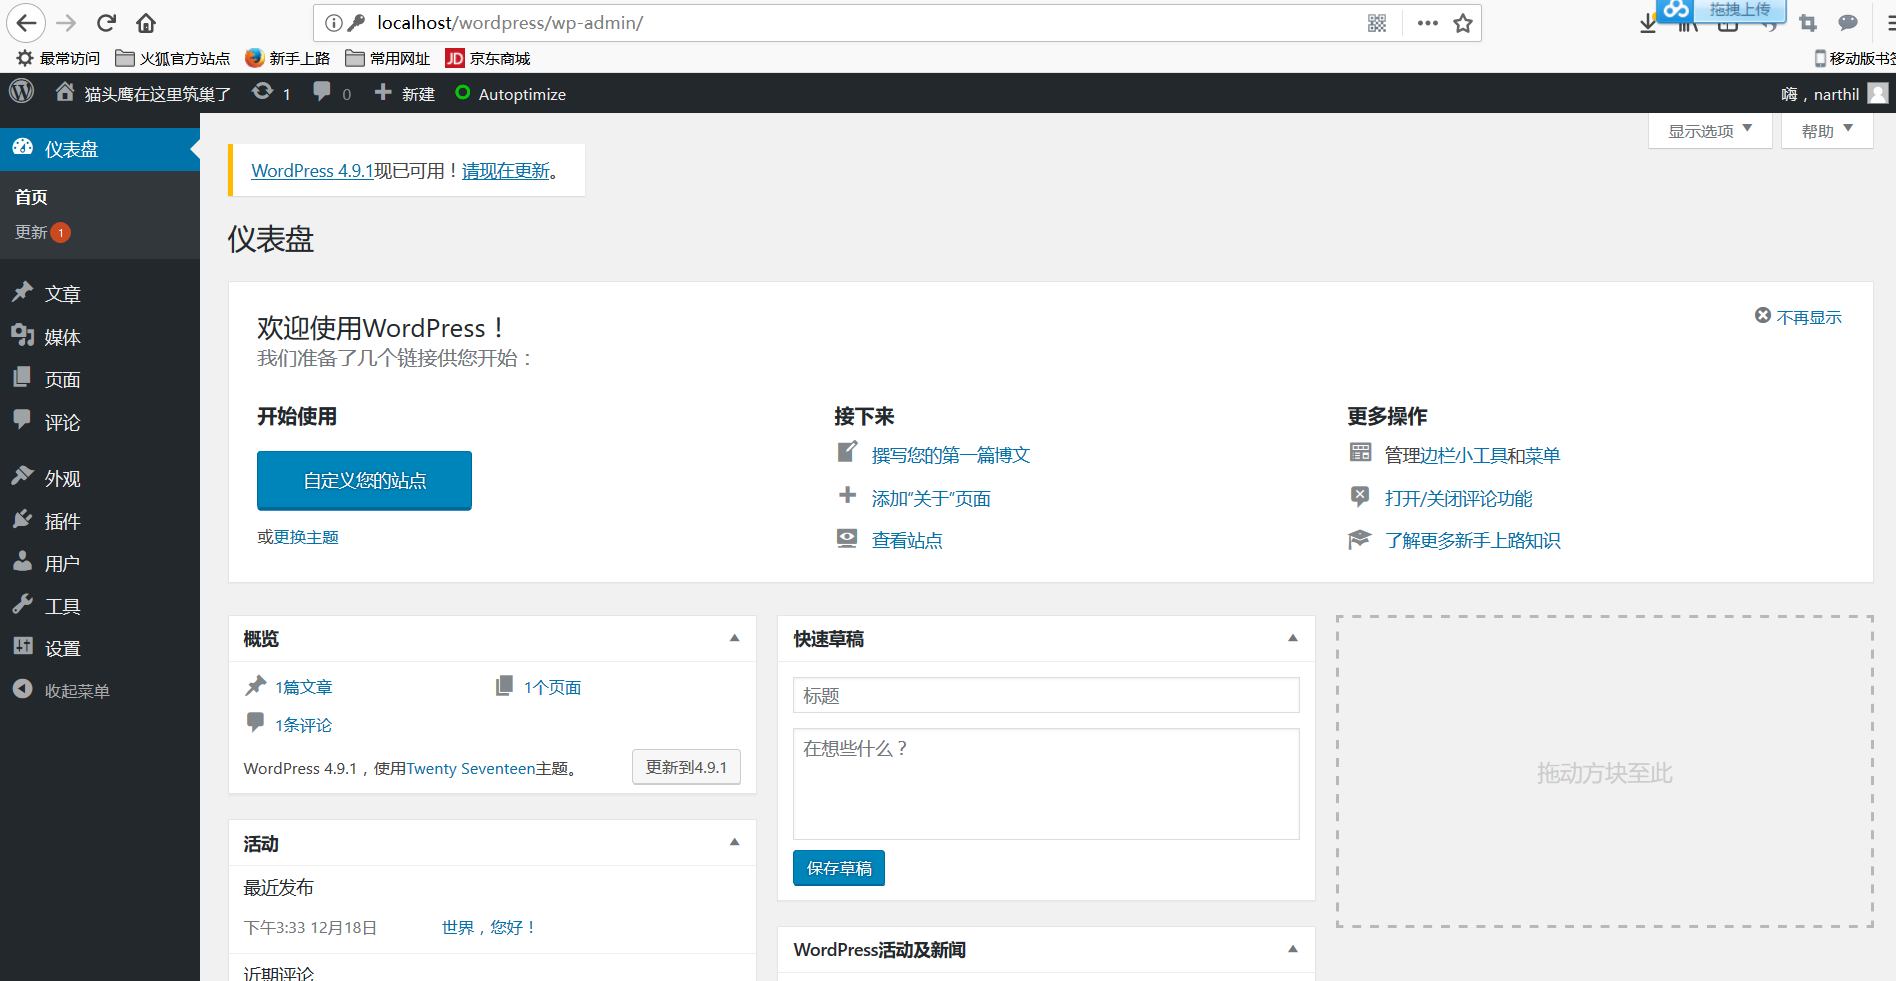 localhost/wordpress/wp-admin/
拖拽上传
最常访问 火狐官方站点 新手上路 常用网址 JD 京东商城
移动版书签
猫头鹰在这里筑巢了 1 0 新建 Autoptimize
嗨，narthil
显示选项 帮助
仪表盘
首页
更新 1
文章
媒体
页面
评论
外观
插件
用户
工具
设置
收起菜单
WordPress 4.9.1现已可用！请现在更新。
仪表盘
欢迎使用WordPress！
不再显示
我们准备了几个链接供您开始：
开始使用
自定义您的站点
或更换主题
接下来
撰写您的第一篇博文
添加“关于”页面
查看站点
更多操作
管理边栏小工具和菜单
打开/关闭评论功能
了解更多新手上路知识
概览
1篇文章 1个页面
1条评论
WordPress 4.9.1，使用Twenty Seventeen主题。 更新到4.9.1
活动
最近发布
下午3:33 12月18日 世界，您好！
近期评论
快速草稿
标题
在想些什么？
保存草稿
WordPress活动及新闻
拖动方块至此